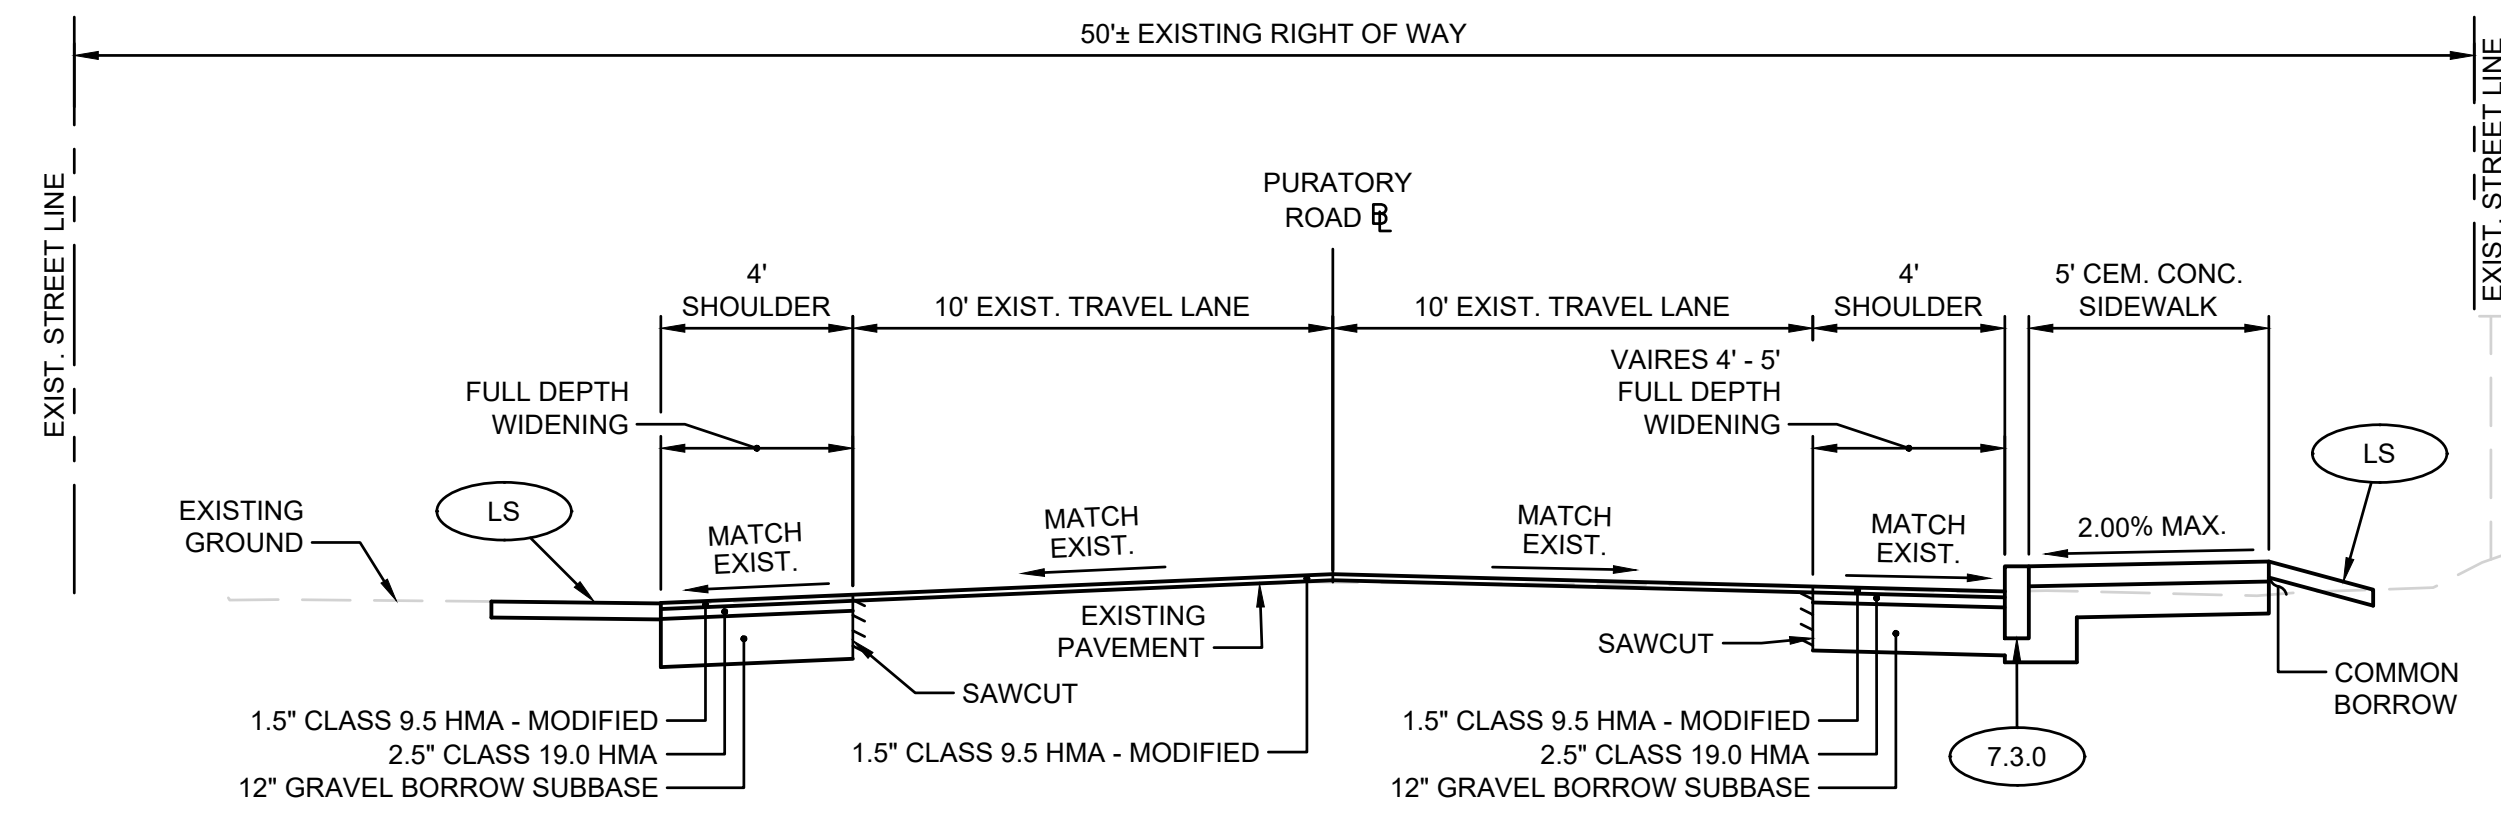 50'± EXISTING RIGHT OF WAY
EXIST. STREET LINE
EXIST. STREET LINE
PURATORY
ROAD BL
4'
SHOULDER
10' EXIST. TRAVEL LANE
10' EXIST. TRAVEL LANE
4'
SHOULDER
5' CEM. CONC.
SIDEWALK
FULL DEPTH
WIDENING
VAIRES 4' - 5'
FULL DEPTH
WIDENING
EXISTING
GROUND
LS
MATCH
EXIST.
MATCH
EXIST.
MATCH
EXIST.
MATCH
EXIST.
2.00% MAX.
LS
EXISTING
PAVEMENT
SAWCUT
SAWCUT
COMMON
BORROW
1.5" CLASS 9.5 HMA - MODIFIED
2.5" CLASS 19.0 HMA
12" GRAVEL BORROW SUBBASE
1.5" CLASS 9.5 HMA - MODIFIED
1.5" CLASS 9.5 HMA - MODIFIED
2.5" CLASS 19.0 HMA
12" GRAVEL BORROW SUBBASE
7.3.0